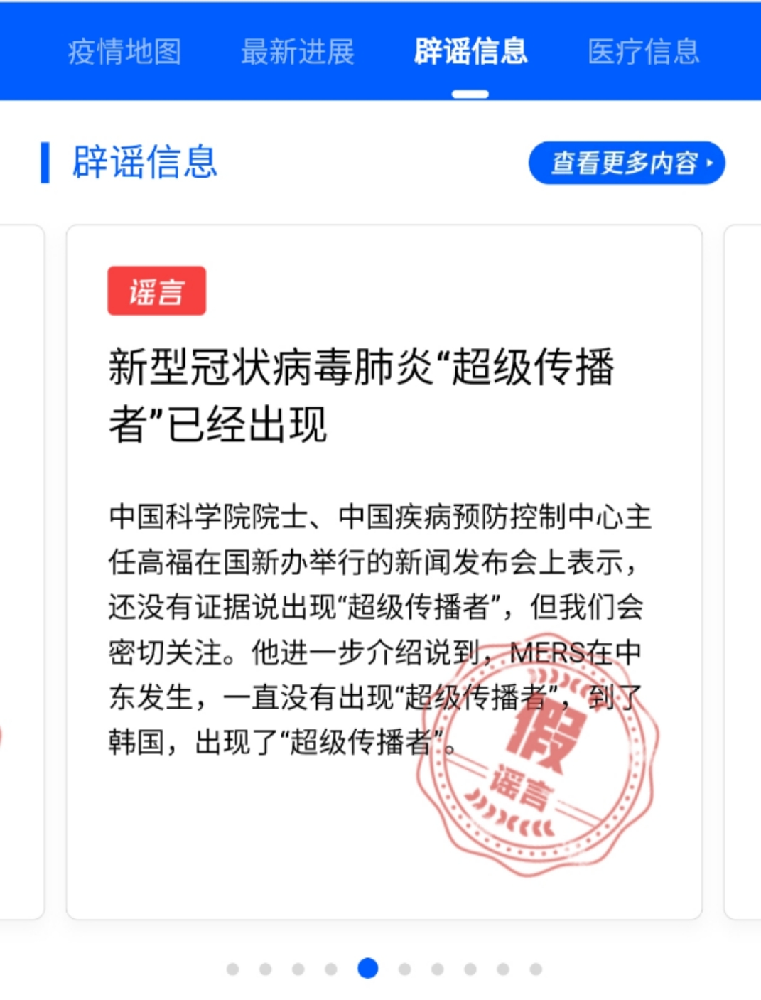 疫情地图 最新进展 辟谣信息 医疗信息
辟谣信息 查看更多内容
谣言
新型冠状病毒肺炎“超级传播
者”已经出现
中国科学院院士、中国疾病预防控制中心主
任高福在国新办举行的新闻发布会上表示，
还没有证据说出现“超级传播者”，但我们会
密切关注。他进一步介绍说到，MERS在中
东发生，一直没有出现“超级传播者”，到了
韩国，出现了“超级传播者”。
假
谣言